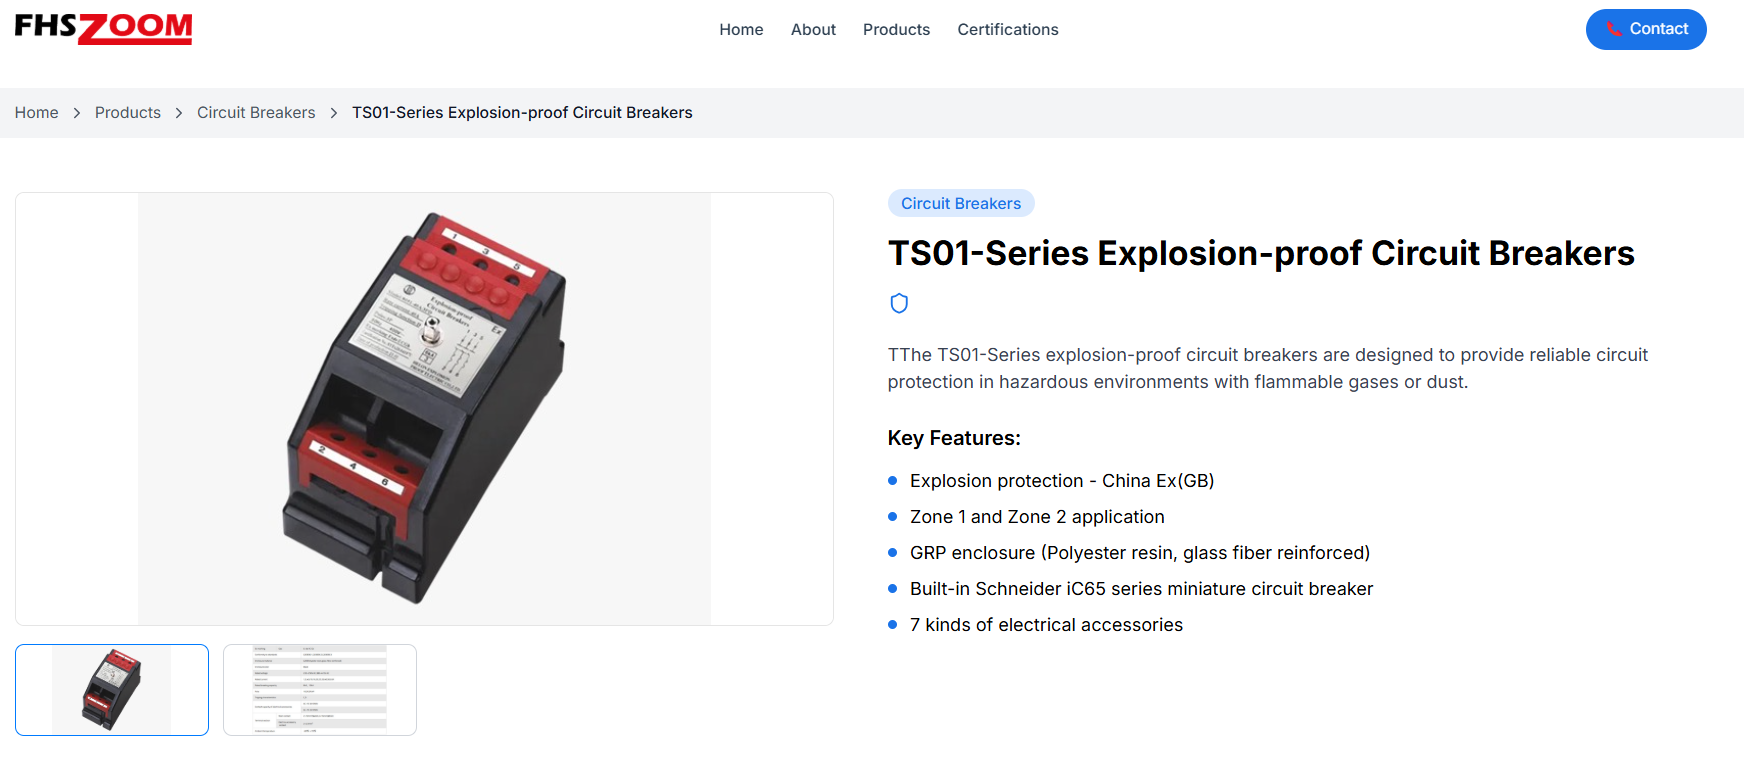 FHSZOOM
Home
About
Products
Certifications
Contact
Home
Products
Circuit Breakers
TS01-Series Explosion-proof Circuit Breakers
1 3 5
Explosion-proof
Circuit Breakers
Ex
2 4 6
Circuit Breakers
TS01-Series Explosion-proof Circuit Breakers
TThe TS01-Series explosion-proof circuit breakers are designed to provide reliable circuit
protection in hazardous environments with flammable gases or dust.
Key Features:
Explosion protection - China Ex(GB)
Zone 1 and Zone 2 application
GRP enclosure (Polyester resin, glass fiber reinforced)
Built-in Schneider iC65 series miniature circuit breaker
7 kinds of electrical accessories